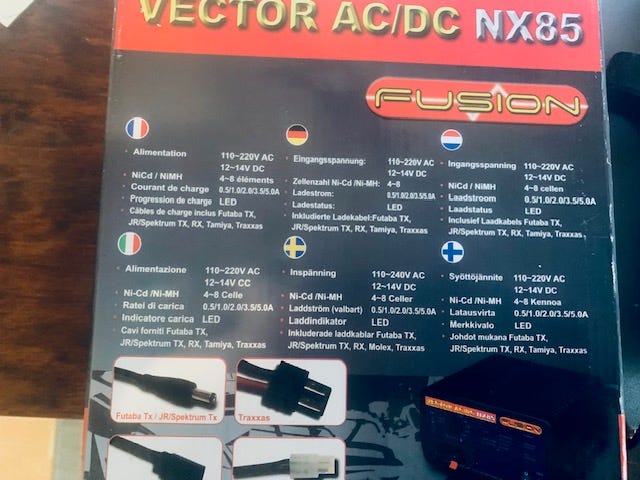 VECTOR AC/DC NX85
FUSION
Alimentation 110~220V AC
12~14V DC
NiCd / NiMH 4~8 éléments
Courant de charge 0.5/1.0/2.0/3.5/5.0A
Progression de charge LED
Câbles de charge inclus Futaba TX,
JR/Spektrum TX, RX, Tamiya, Traxxas
Eingangsspannung: 110~220V AC
12~14V DC
Zellenzahl Ni-Cd /Ni-MH: 4~8
Ladestrom: 0.5/1.0/2.0/3.5/5.0A
Ladestatus: LED
Inkludierte Ladekabel:Futaba TX,
JR/Spektrum TX, RX, Tamiya, Traxxas
Ingangsspanning 110~220V AC
12~14V DC
NiCd / NiMH 4~8 cellen
Laadstroom 0.5/1.0/2.0/3.5/5.0A
Laadstatus LED
Inclusief Laadkabels Futaba TX,
JR/Spektrum TX, RX, Tamiya, Traxxas
Alimentazione 110~220V AC
12~14V CC
Ni-Cd /Ni-MH 4~8 Celle
Ratei di carica 0.5/1.0/2.0/3.5/5.0A
Indicatore carica LED
Cavi forniti Futaba TX,
JR/Spektrum TX, RX, Tamiya, Traxxas
Inspänning 110~240V AC
12~14V DC
Ni-Cd /Ni-MH 4~8 Celler
Laddström (valbart) 0.5/1.0/2.0/3.5/5.0A
Laddindikator LED
Inkluderade laddkablar Futaba TX,
JR/Spektrum TX, RX, Molex, Traxxas
Syöttöjännite 110~220V AC
12~14V DC
Ni-Cd /Ni-MH 4~8 Kennoa
Latausvirta 0.5/1.0/2.0/3.5/5.0A
Merkkivalo LED
Johdot mukana Futaba TX,
JR/Spektrum TX, RX, Tamiya, Traxxas
Futaba Tx / JR/Spektrum Tx
Traxxas
VECTOR AC/DC NX85
FUSION